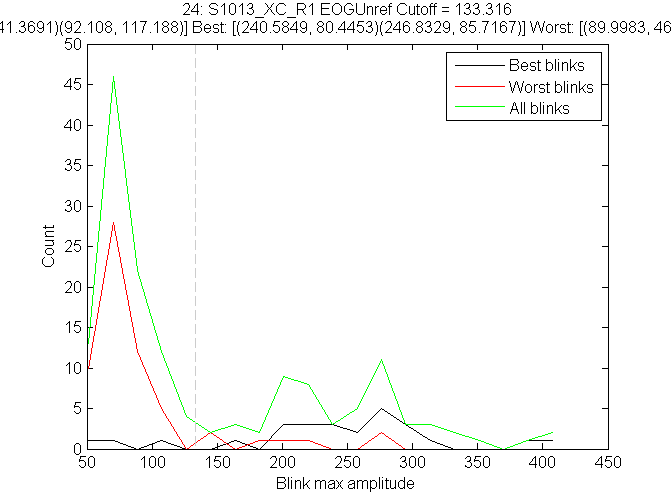 24: S1013_XC_R1 EOGUnref Cutoff = 133.316
41.3691)(92.108, 117.188)] Best: [(240.5849, 80.4453)(246.8329, 85.7167)] Worst: [(89.9983, 46
50
45
40
35
30
25
20
15
10
5
0
Count
Best blinks
Worst blinks
All blinks
50 100 150 200 250 300 350 400 450
Blink max amplitude